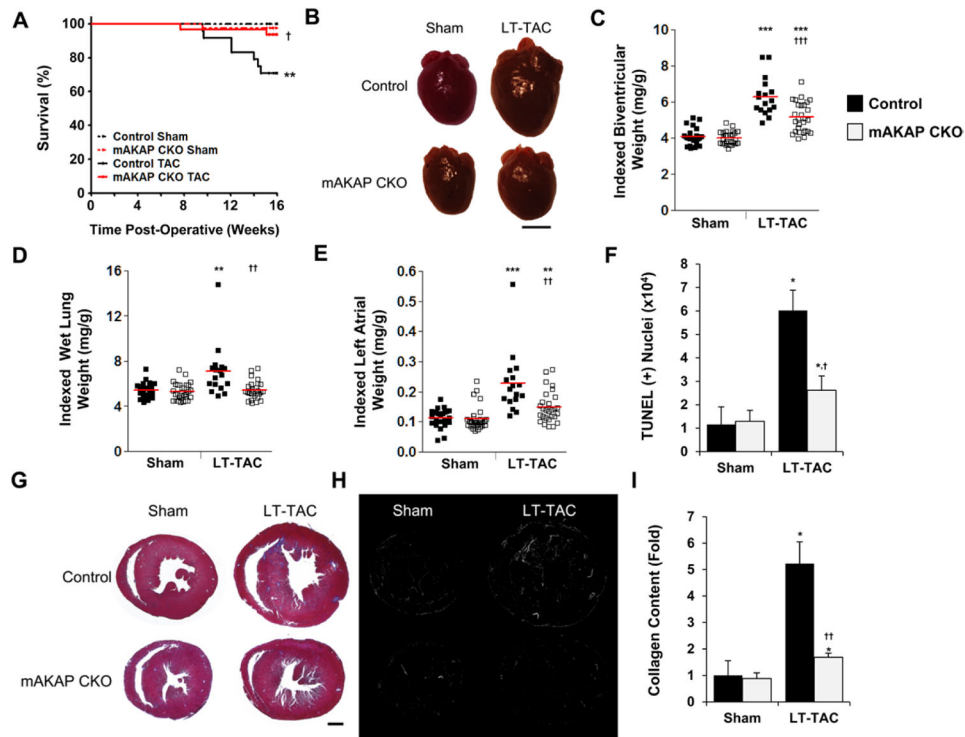 A
Survival (%)
100
80
60
40
20
0
** 
†
Control Sham
mAKAP CKO Sham
Control TAC
mAKAP CKO TAC
0 4 8 12 16
Time Post-Operative (Weeks)
B
Sham LT-TAC
Control
mAKAP CKO
C
Indexed Biventricular
Weight (mg/g)
10
8
6
4
2
0
*** ***
†††
Sham LT-TAC
Control
mAKAP CKO
D
Indexed Wet Lung
Weight (mg/g)
16
12
8
4
0
** ††
Sham LT-TAC
E
Indexed Left Atrial
Weight (mg/g)
0.6
0.5
0.4
0.3
0.2
0.1
0.0
*** **
††
Sham LT-TAC
F
TUNEL (+) Nuclei (x10⁴)
8
7
6
5
4
3
2
1
0
*
*,†
Sham LT-TAC
G
Sham LT-TAC
Control
mAKAP CKO
H
Sham LT-TAC
I
Collagen Content (Fold)
7
6
5
4
3
2
1
0
*
††
*
Sham LT-TAC